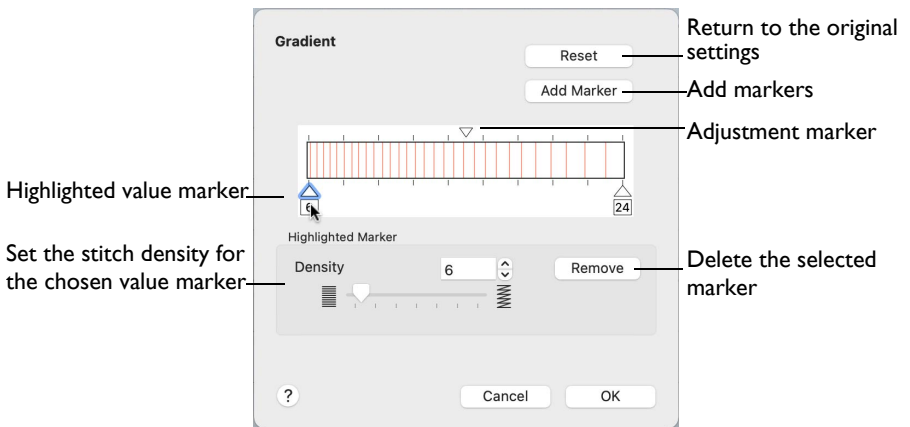 Gradient
Reset
Return to the original
settings
Add Marker
Add markers
Adjustment marker
Highlighted value marker
6
24
Highlighted Marker
Set the stitch density for
the chosen value marker
Density
6
Remove
Delete the selected
marker
?
Cancel
OK